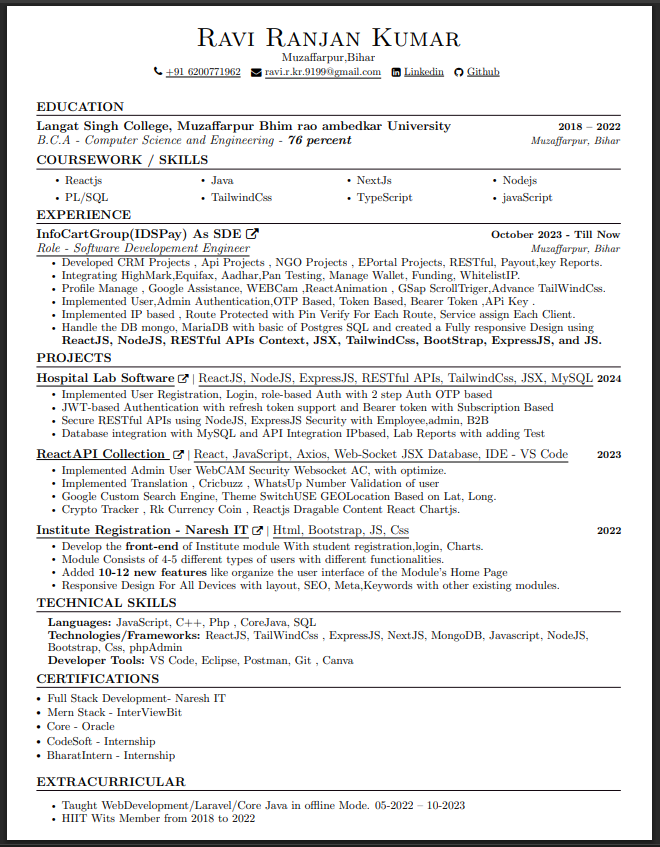 Ravi Ranjan Kumar
Muzaffarpur,Bihar
+91 6200771962 ravi.r.kr.9199@gmail.com Linkedin Github
EDUCATION
Langat Singh College, Muzaffarpur Bhim rao ambedkar University 2018 – 2022
B.C.A - Computer Science and Engineering - 76 percent Muzaffarpur, Bihar
COURSEWORK / SKILLS
• Reactjs • Java • NextJs • Nodejs
• PL/SQL • TailwindCss • TypeScript • javaScript
EXPERIENCE
InfoCartGroup(IDSPay) As SDE October 2023 - Till Now
Role - Software Developement Engineer Muzaffarpur, Bihar
• Developed CRM Projects , Api Projects , NGO Projects , EPortal Projects, RESTful, Payout,key Reports.
• Integrating HighMark,Equifax, Aadhar,Pan Testing, Manage Wallet, Funding, WhitelistIP.
• Profile Manage , Google Assistance, WEBCam ,ReactAnimation , GSap ScrollTriger,Advance TailWindCss.
• Implemented User,Admin Authentication,OTP Based, Token Based, Bearer Token ,APi Key .
• Implemented IP based , Route Protected with Pin Verify For Each Route, Service assign Each Client.
• Handle the DB mongo, MariaDB with basic of Postgres SQL and created a Fully responsive Design using
ReactJS, NodeJS, RESTful APIs Context, JSX, TailwindCss, BootStrap, ExpressJS, and JS.
PROJECTS
Hospital Lab Software | ReactJS, NodeJS, ExpressJS, RESTful APIs, TailwindCss, JSX, MySQL 2024
• Implemented User Registration, Login, role-based Auth with 2 step Auth OTP based
• JWT-based Authentication with refresh token support and Bearer token with Subscription Based
• Secure RESTful APIs using NodeJS, ExpressJS Security with Employee,admin, B2B
• Database integration with MySQL and API Integration IPbased, Lab Reports with adding Test
ReactAPI Collection | React, JavaScript, Axios, Web-Socket JSX Database, IDE - VS Code 2023
• Implemented Admin User WebCAM Security Websocket AC, with optimize.
• Implemented Translation , Cricbuzz , WhatsUp Number Validation of user
• Google Custom Search Engine, Theme SwitchUSE GEOLocation Based on Lat, Long.
• Crypto Tracker , Rk Currency Coin , Reactjs Dragable Content React Chartjs.
Institute Registration - Naresh IT | Html, Bootstrap, JS, Css 2022
• Develop the front-end of Institute module With student registration,login, Charts.
• Module Consists of 4-5 different types of users with different functionalities.
• Added 10-12 new features like organize the user interface of the Module's Home Page
• Responsive Design For All Devices with layout, SEO, Meta,Keywords with other existing modules.
TECHNICAL SKILLS
Languages: JavaScript, C++, Php , CoreJava, SQL
Technologies/Frameworks: ReactJS, TailWindCss , ExpressJS, NextJS, MongoDB, Javascript, NodeJS,
Bootstrap, Css, phpAdmin
Developer Tools: VS Code, Eclipse, Postman, Git , Canva
CERTIFICATIONS
• Full Stack Development- Naresh IT
• Mern Stack - InterViewBit
• Core - Oracle
• CodeSoft - Internship
• BharatIntern - Internship
EXTRACURRICULAR
• Taught WebDevelopment/Laravel/Core Java in offline Mode. 05-2022 – 10-2023
• HIIT Wits Member from 2018 to 2022